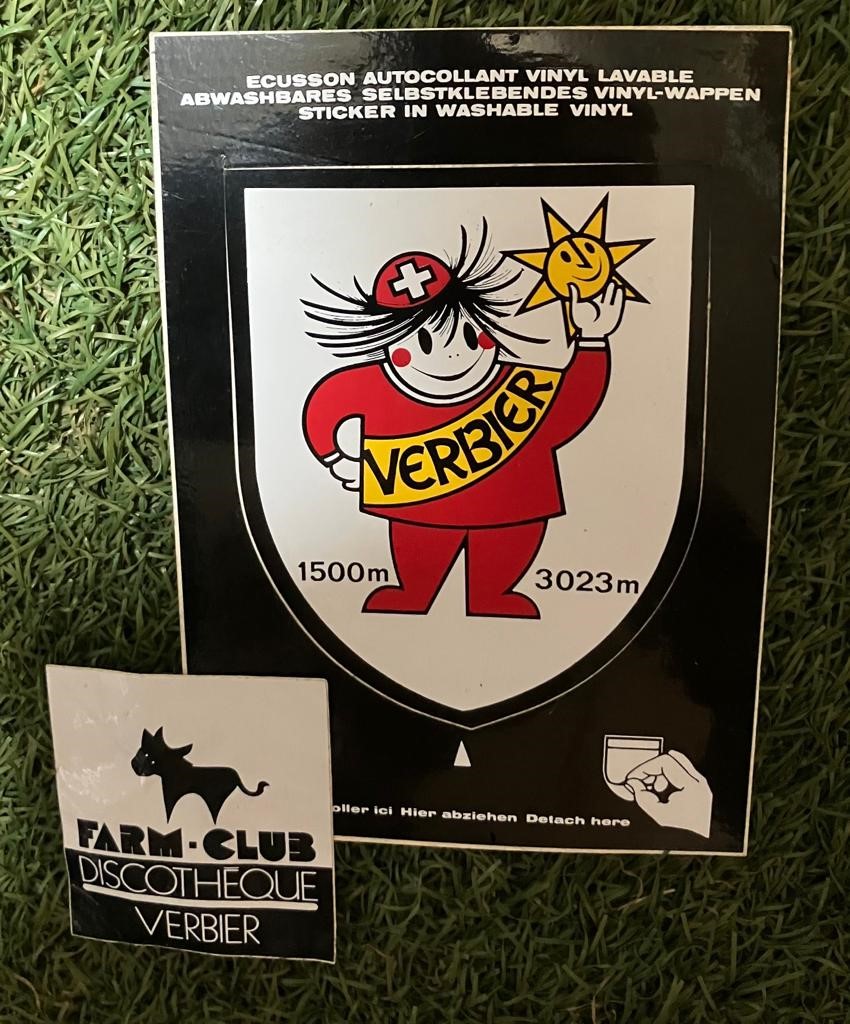 ECUSSON AUTOCOLLANT VINYL LAVABLE
ABWASHBARES SELBSTKLEBENDES VINYL-WAPPEN
STICKER IN WASHABLE VINYL
VERBIER
1500m
3023m
ici Hier abziehen Detach here
FARM-CLUB
DISCOTHEQUE
VERBIER